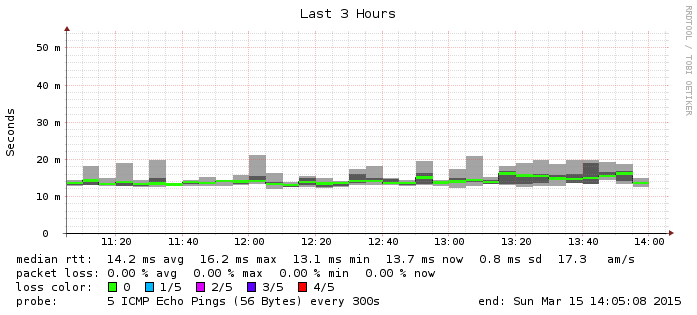 Last 3 Hours
RRDTOOL / TOBI OETIKER
Seconds
50 m
40 m
30 m
20 m
10 m
0
11:20 11:40 12:00 12:20 12:40 13:00 13:20 13:40 14:00
median rtt: 14.2 ms avg 16.2 ms max 13.1 ms min 13.7 ms now 0.8 ms sd 17.3 am/s
packet loss: 0.00 % avg 0.00 % max 0.00 % min 0.00 % now
loss color: 0 1/5 2/5 3/5 4/5
probe: 5 ICMP Echo Pings (56 Bytes) every 300s end: Sun Mar 15 14:05:08 2015